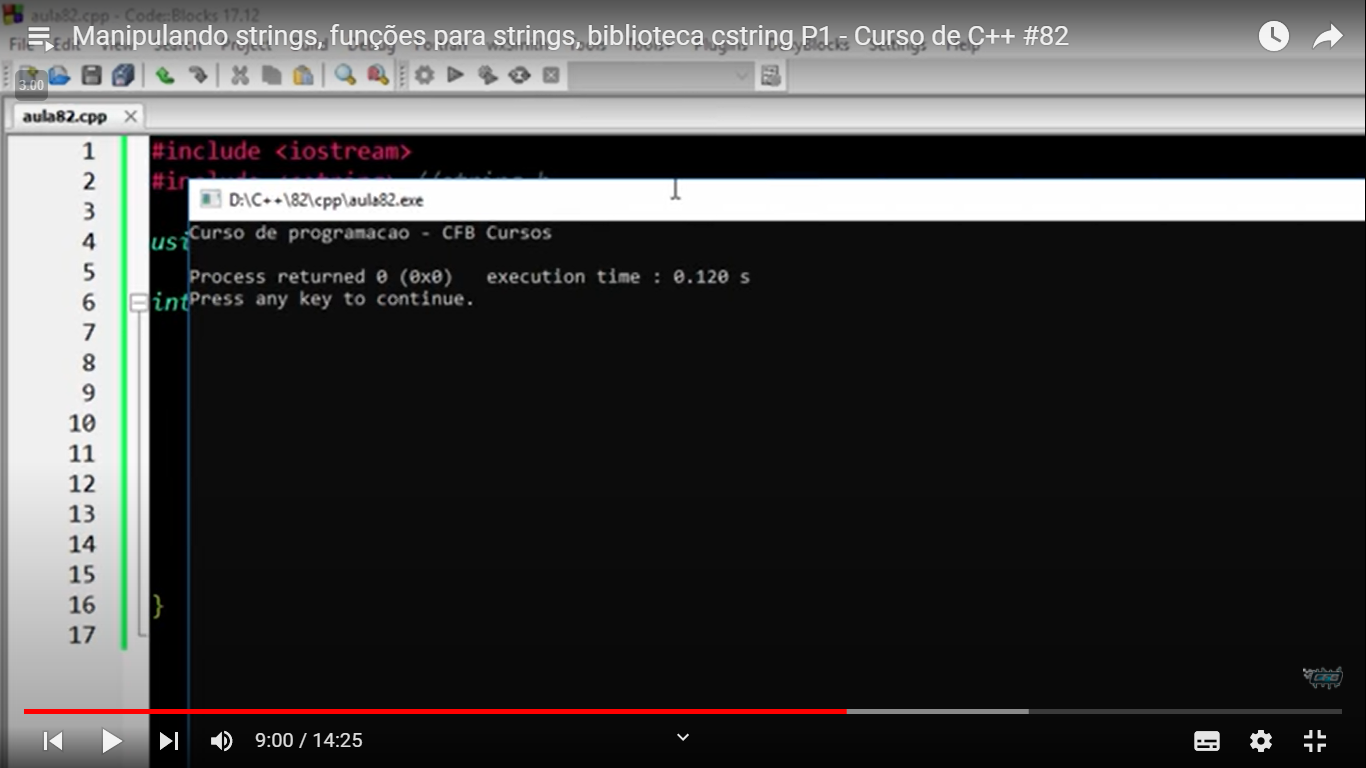 aula82.cpp - Code::Blocks 17.12
Manipulando strings, funções para strings, biblioteca cstring P1 - Curso de C++ #82
File Edit
3.00
aula82.cpp
1 #include <iostream>
2
3
4 usi
5
6 int
7
8
9
10
11
12
13
14
15
16 }
17
D:\C++\82\cpp\aula82.exe
Curso de programacao - CFB Cursos
Process returned 0 (0x0) execution time : 0.120 s
Press any key to continue.
9:00 / 14:25